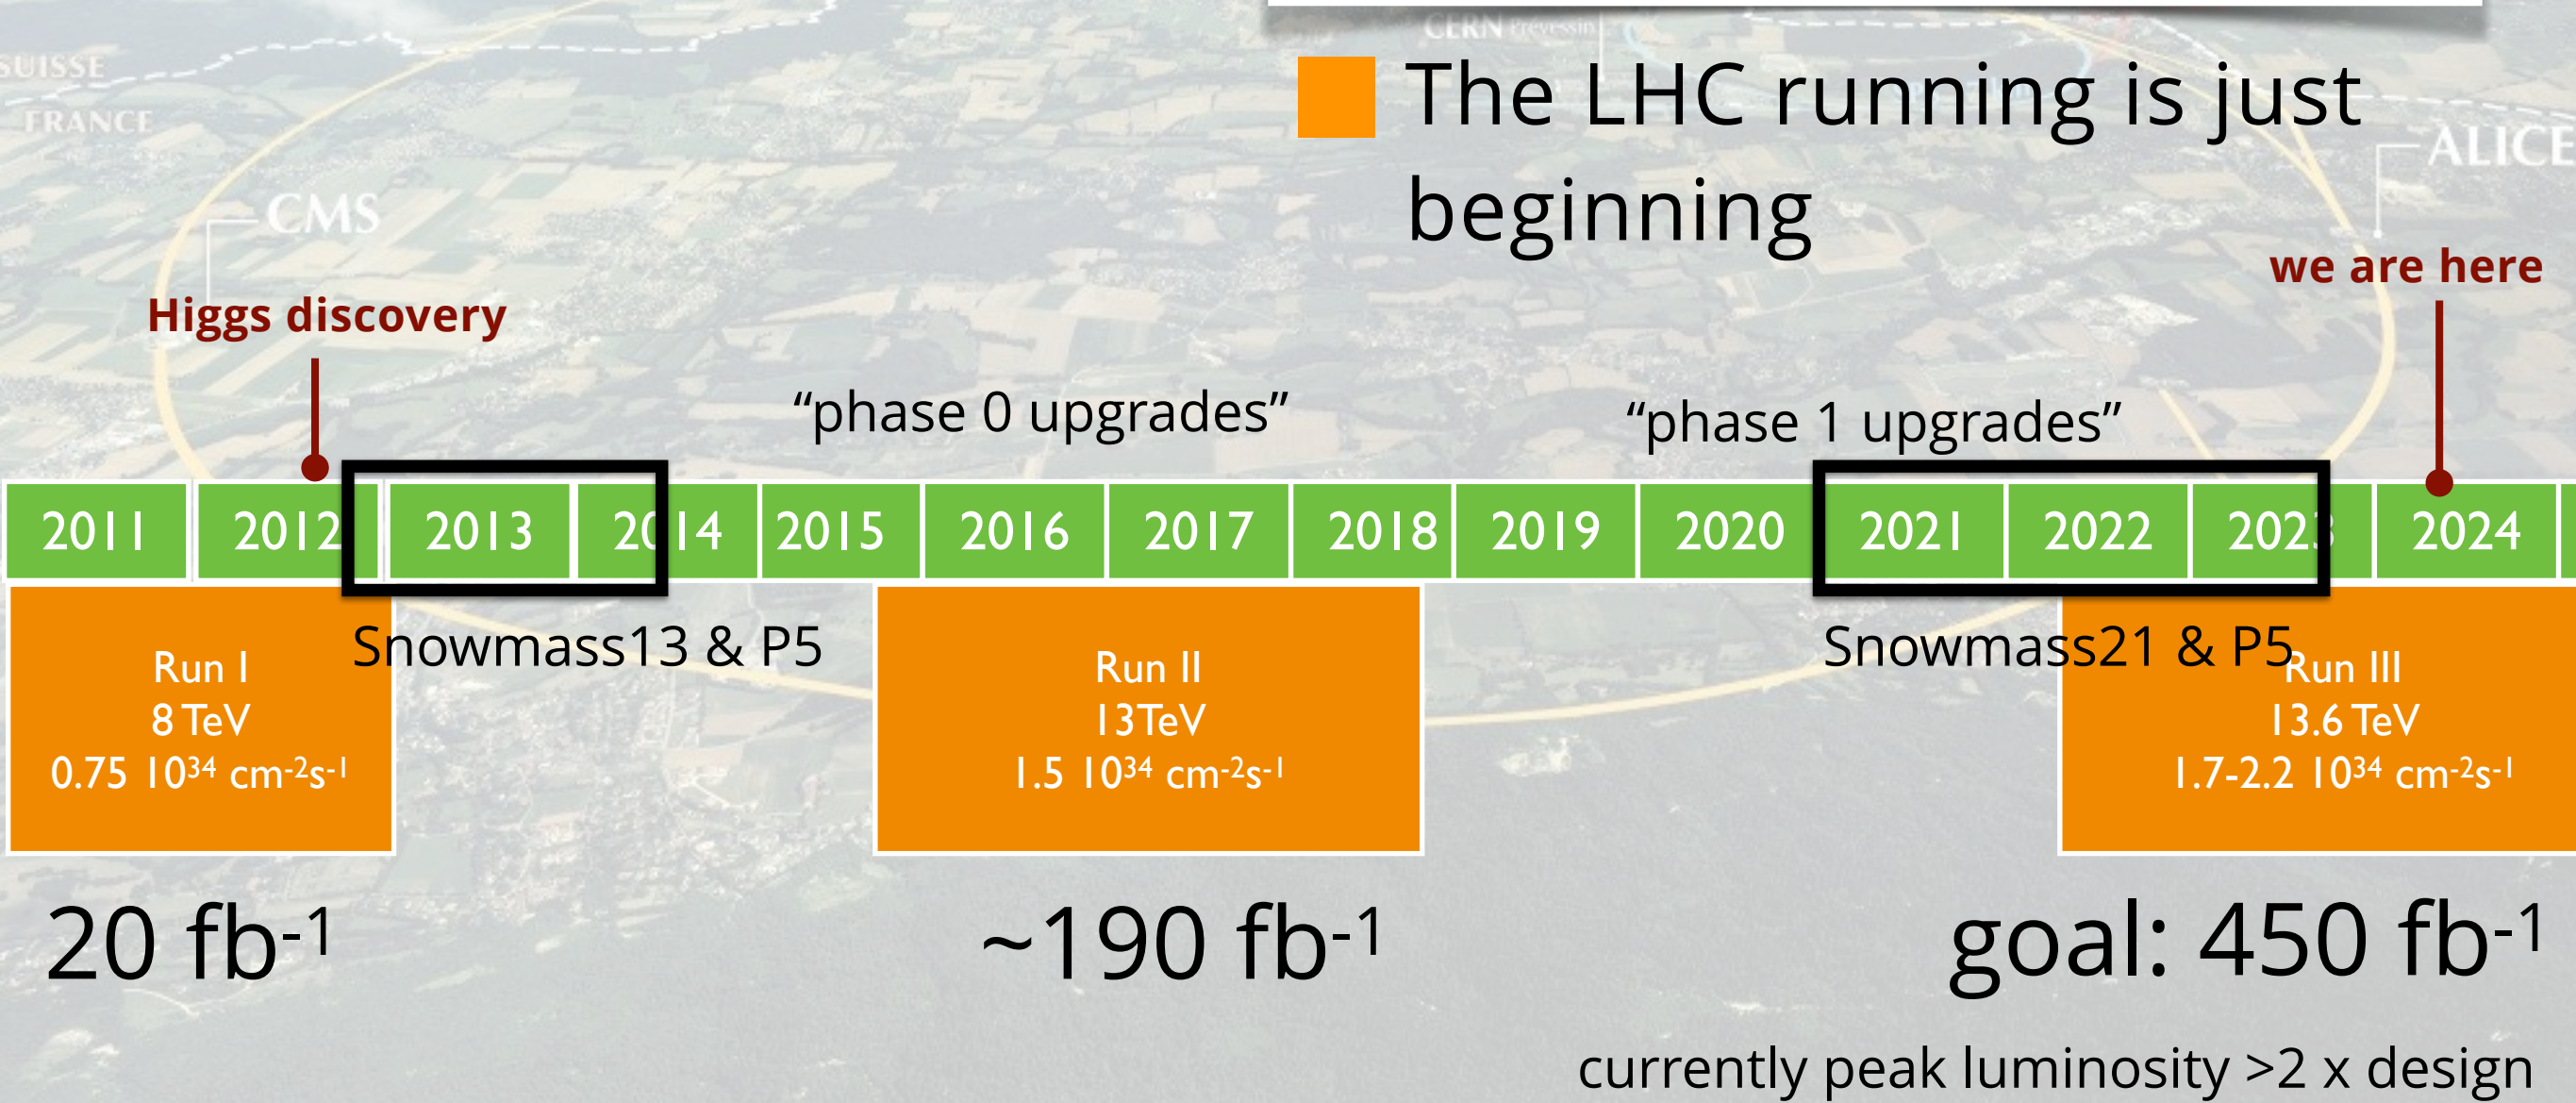 CERN Prévessin
SUISSE
FRANCE
The LHC running is just
beginning
ALICE
CMS
we are here
Higgs discovery
“phase 0 upgrades”
“phase 1 upgrades”
2011 2012 2013 2014 2015 2016 2017 2018 2019 2020 2021 2022 2023 2024
Snowmass13 & P5
Snowmass21 & P5
Run I
8 TeV
0.75 10³⁴ cm⁻²s⁻¹
Run II
13TeV
1.5 10³⁴ cm⁻²s⁻¹
Run III
13.6 TeV
1.7-2.2 10³⁴ cm⁻²s⁻¹
20 fb⁻¹
~190 fb⁻¹
goal: 450 fb⁻¹
currently peak luminosity >2 x design